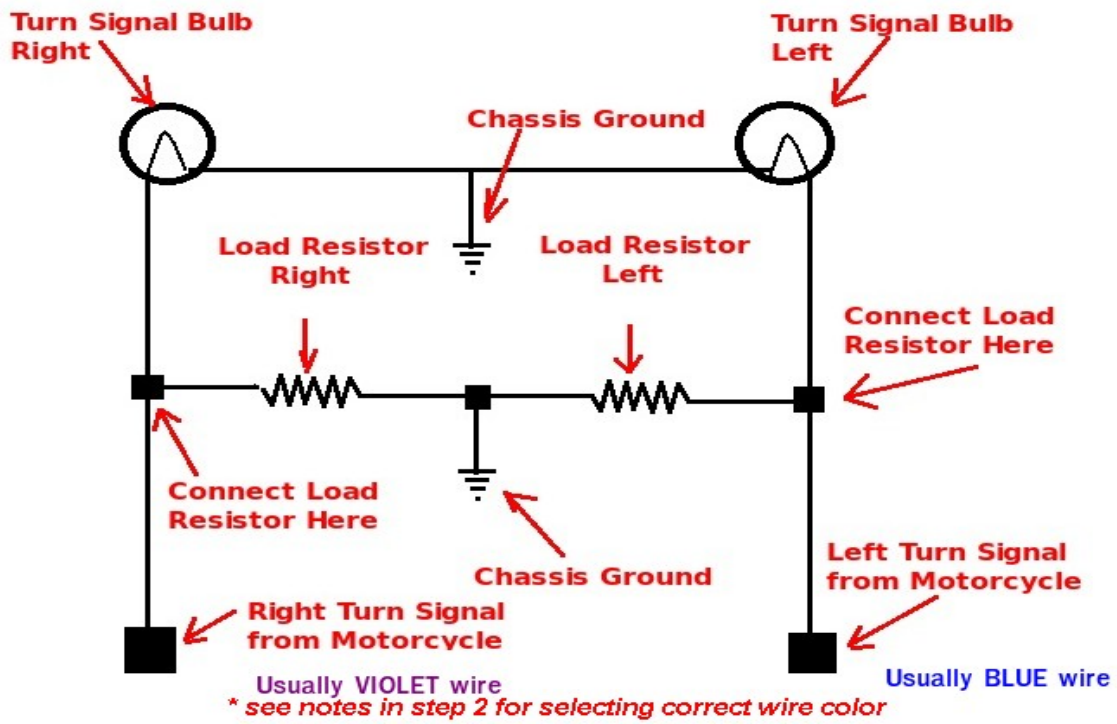 Turn Signal Bulb
Right
Turn Signal Bulb
Left
Chassis Ground
Load Resistor
Right
Load Resistor
Left
Connect Load
Resistor Here
Connect Load
Resistor Here
Chassis Ground
Left Turn Signal
from Motorcycle
Right Turn Signal
from Motorcycle
Usually VIOLET wire
Usually BLUE wire
* see notes in step 2 for selecting correct wire color